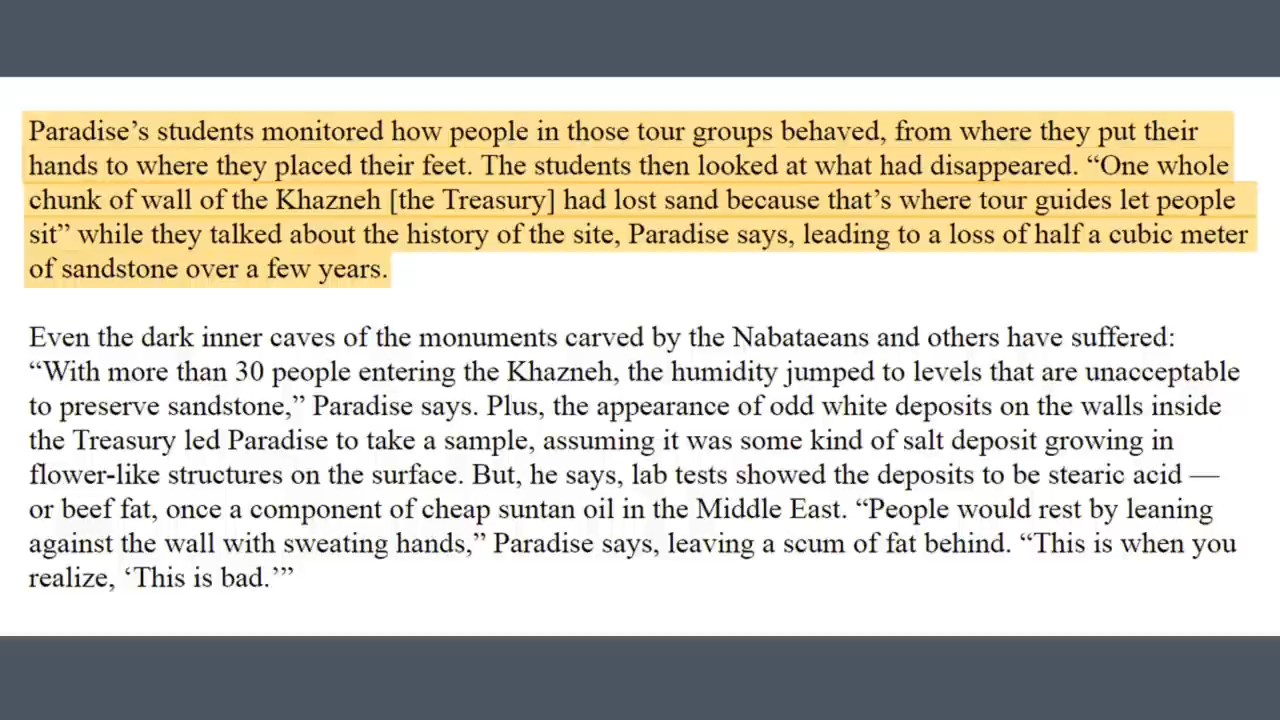 Paradise’s students monitored how people in those tour groups behaved, from where they put their
hands to where they placed their feet. The students then looked at what had disappeared. “One whole
chunk of wall of the Khazneh [the Treasury] had lost sand because that’s where tour guides let people
sit” while they talked about the history of the site, Paradise says, leading to a loss of half a cubic meter
of sandstone over a few years.
Even the dark inner caves of the monuments carved by the Nabataeans and others have suffered:
“With more than 30 people entering the Khazneh, the humidity jumped to levels that are unacceptable
to preserve sandstone,” Paradise says. Plus, the appearance of odd white deposits on the walls inside
the Treasury led Paradise to take a sample, assuming it was some kind of salt deposit growing in
flower-like structures on the surface. But, he says, lab tests showed the deposits to be stearic acid —
or beef fat, once a component of cheap suntan oil in the Middle East. “People would rest by leaning
against the wall with sweating hands,” Paradise says, leaving a scum of fat behind. “This is when you
realize, ‘This is bad.’”